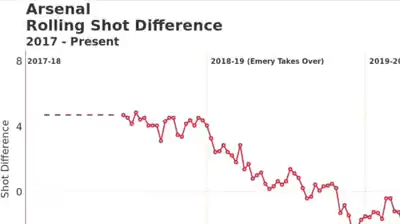 Arsenal
Rolling Shot Difference
2017 - Present
8
2017-18
2018-19 (Emery Takes Over)
2019-20
4
Shot Difference
0